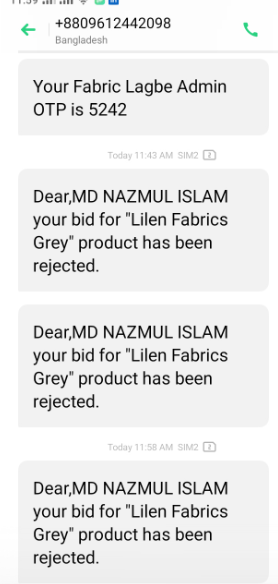 +8809612442098
Bangladesh
Your Fabric Lagbe Admin
OTP is 5242
Today 11:43 AM SIM2 2
Dear,MD NAZMUL ISLAM
your bid for "Lilen Fabrics
Grey" product has been
rejected.
Dear,MD NAZMUL ISLAM
your bid for "Lilen Fabrics
Grey" product has been
rejected.
Today 11:58 AM SIM2 2
Dear,MD NAZMUL ISLAM
your bid for "Lilen Fabrics
Grey" product has been
rejected.